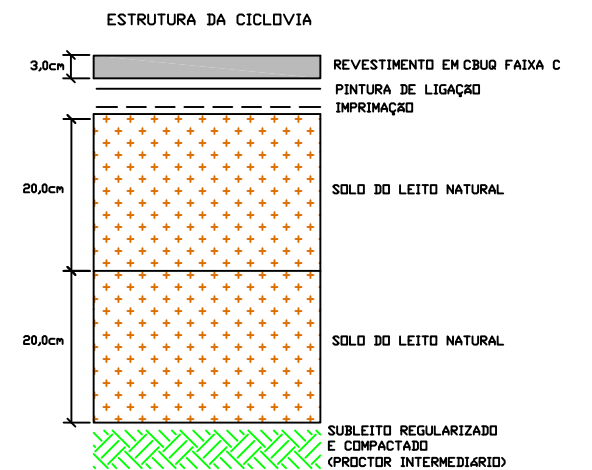 ESTRUTURA DA CICLOVIA
3,0cm
REVESTIMENTO EM CBUQ FAIXA C
PINTURA DE LIGAÇÃO
IMPRIMAÇÃO
20,0cm
SOLO DO LEITO NATURAL
20,0cm
SOLO DO LEITO NATURAL
SUBLEITO REGULARIZADO
E COMPACTADO
(PROCTOR INTERMEDIÁRIO)